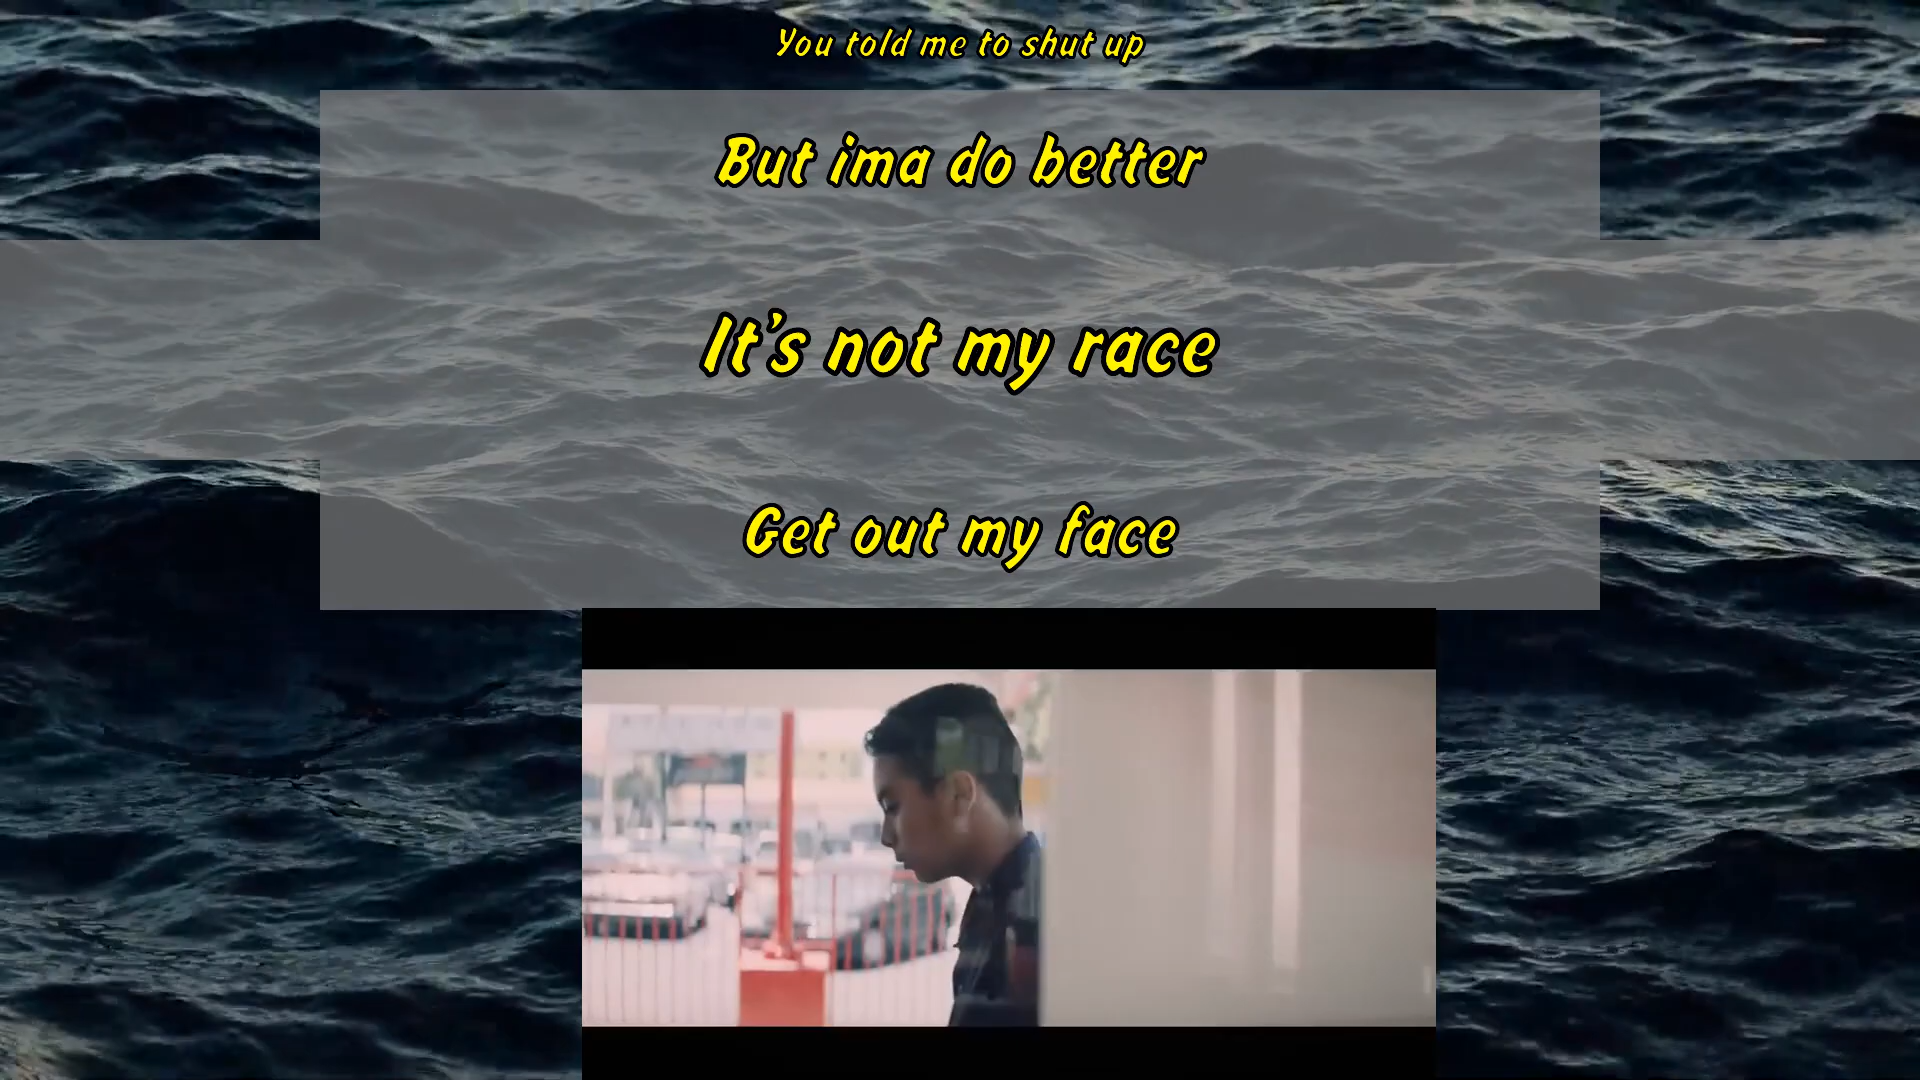 You told me to shut up
But ima do better
It's not my race
Get out my face